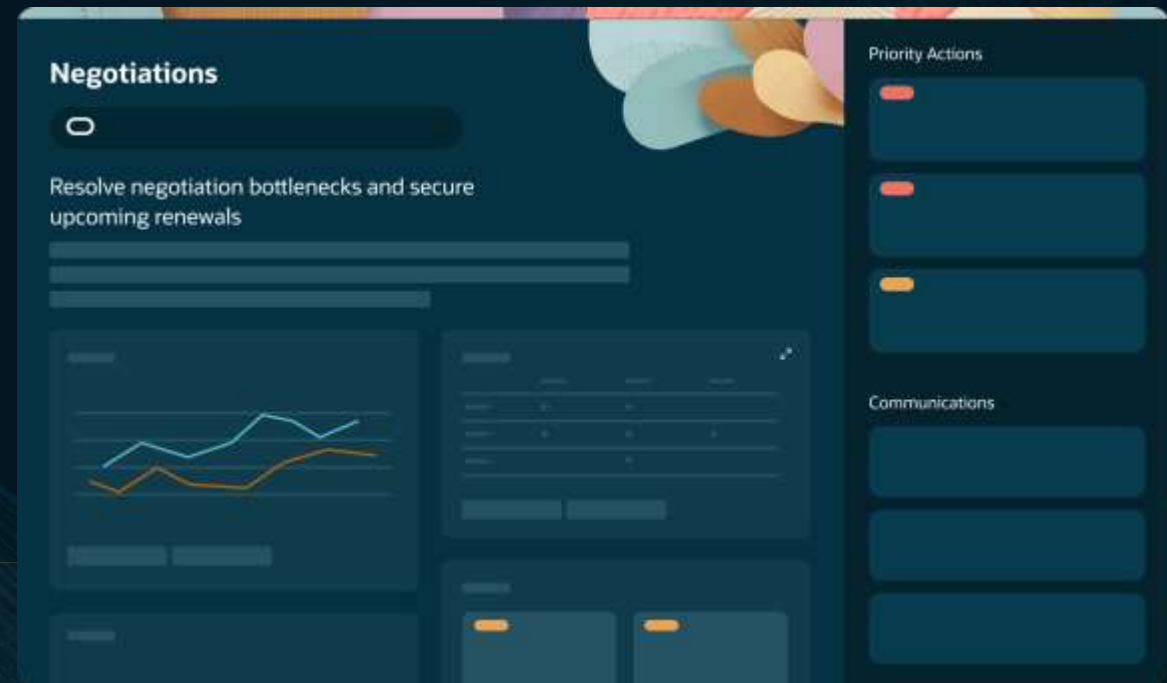 Negotiations
Resolve negotiation bottlenecks and secure
upcoming renewals
Priority Actions
Communications